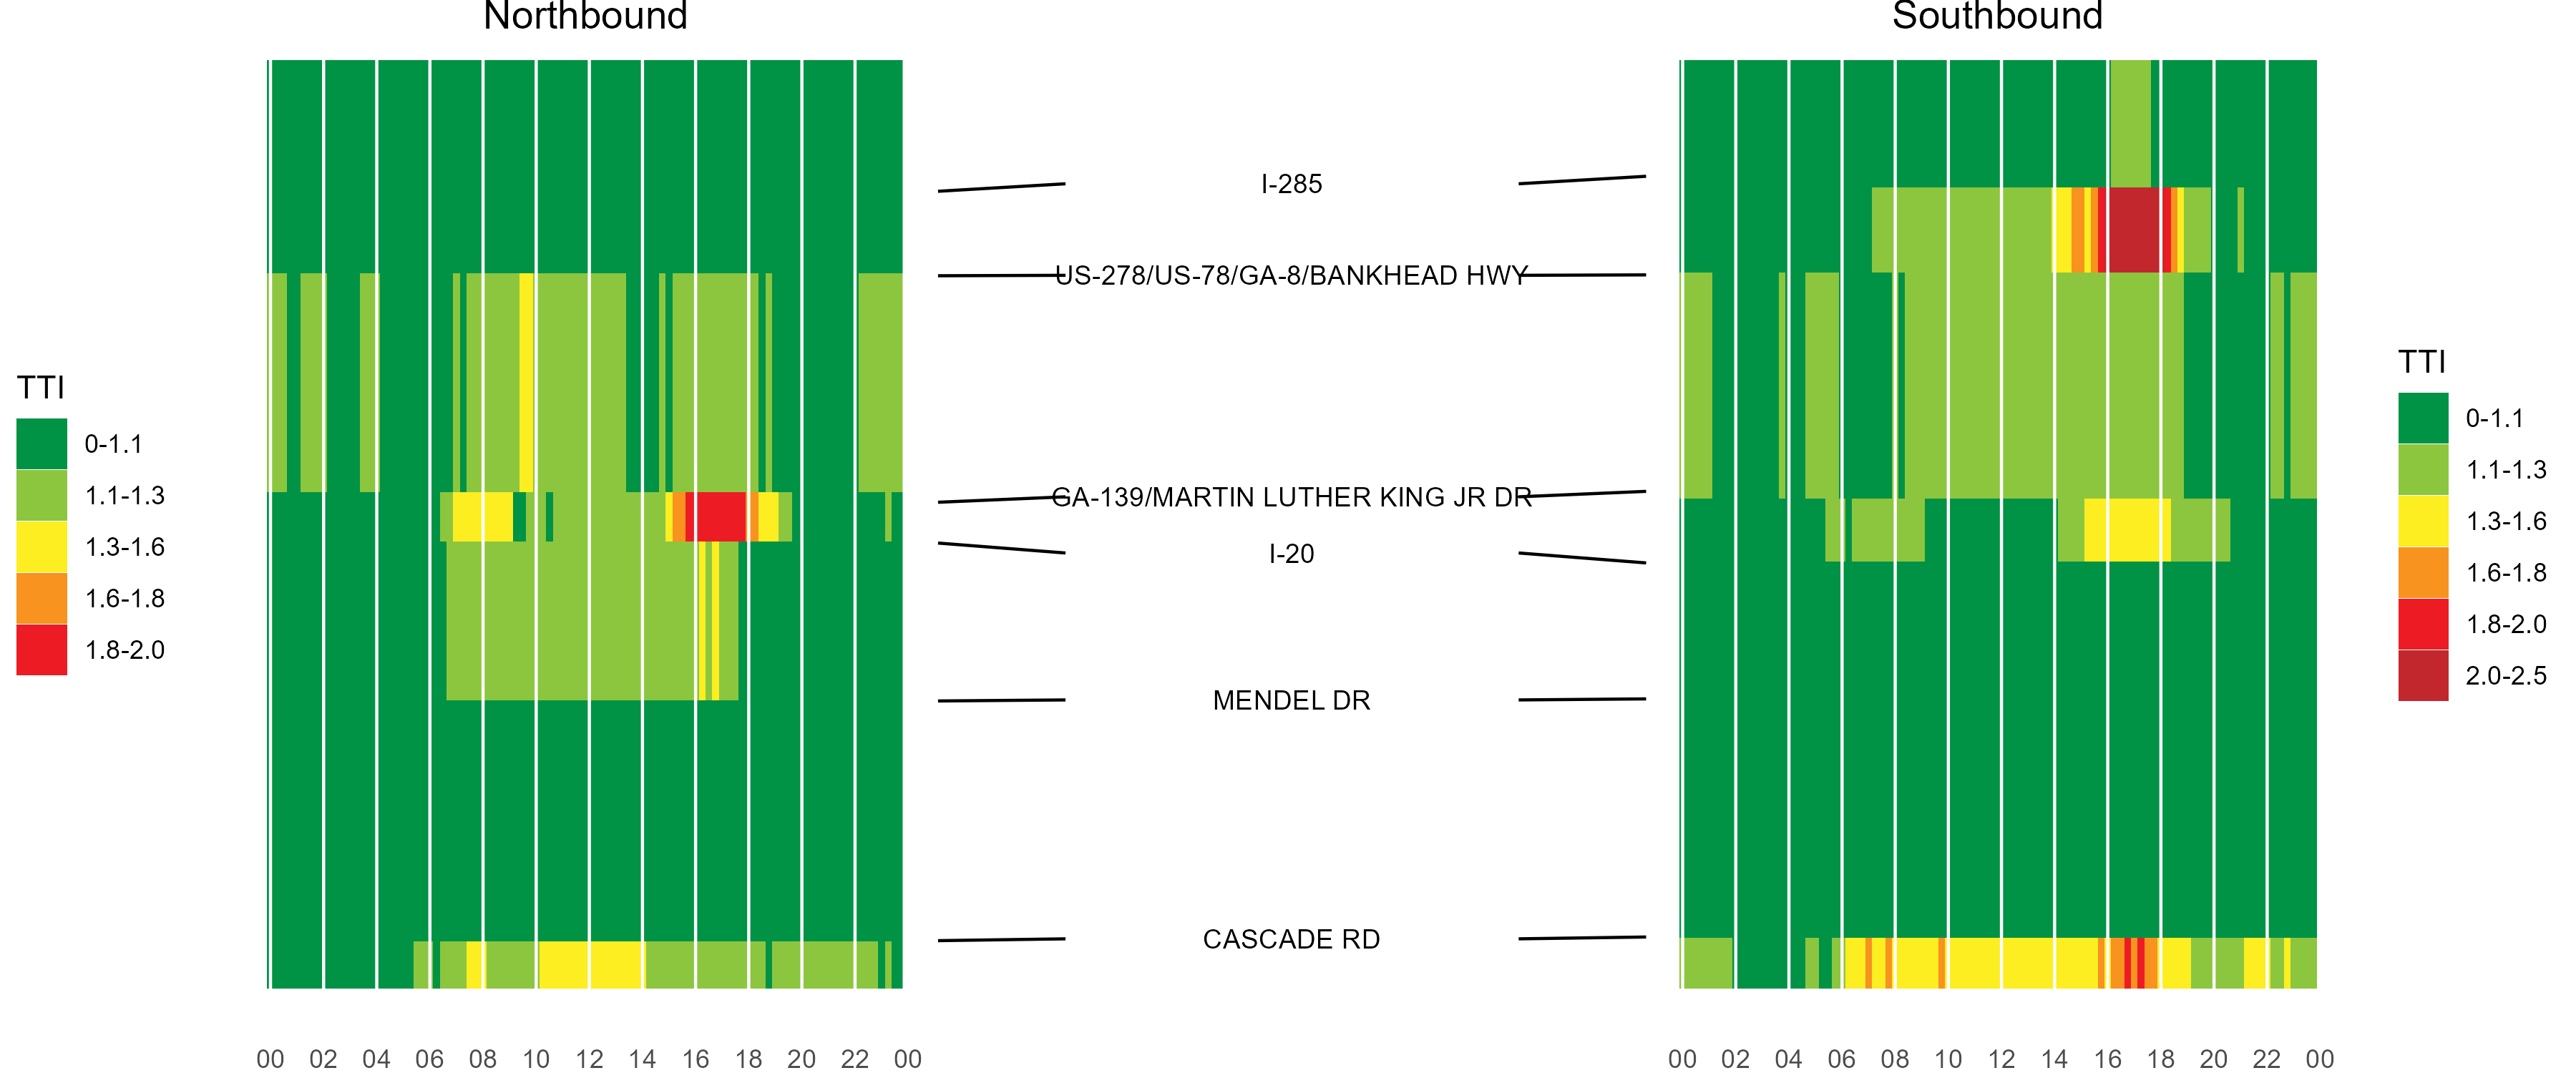 Northbound
Southbound
I-285
US-278/US-78/GA-8/BANKHEAD HWY
GA-139/MARTIN LUTHER KING JR DR
I-20
MENDEL DR
CASCADE RD
TTI
0-1.1
1.1-1.3
1.3-1.6
1.6-1.8
1.8-2.0
TTI
0-1.1
1.1-1.3
1.3-1.6
1.6-1.8
1.8-2.0
2.0-2.5
00 02 04 06 08 10 12 14 16 18 20 22 00
00 02 04 06 08 10 12 14 16 18 20 22 00